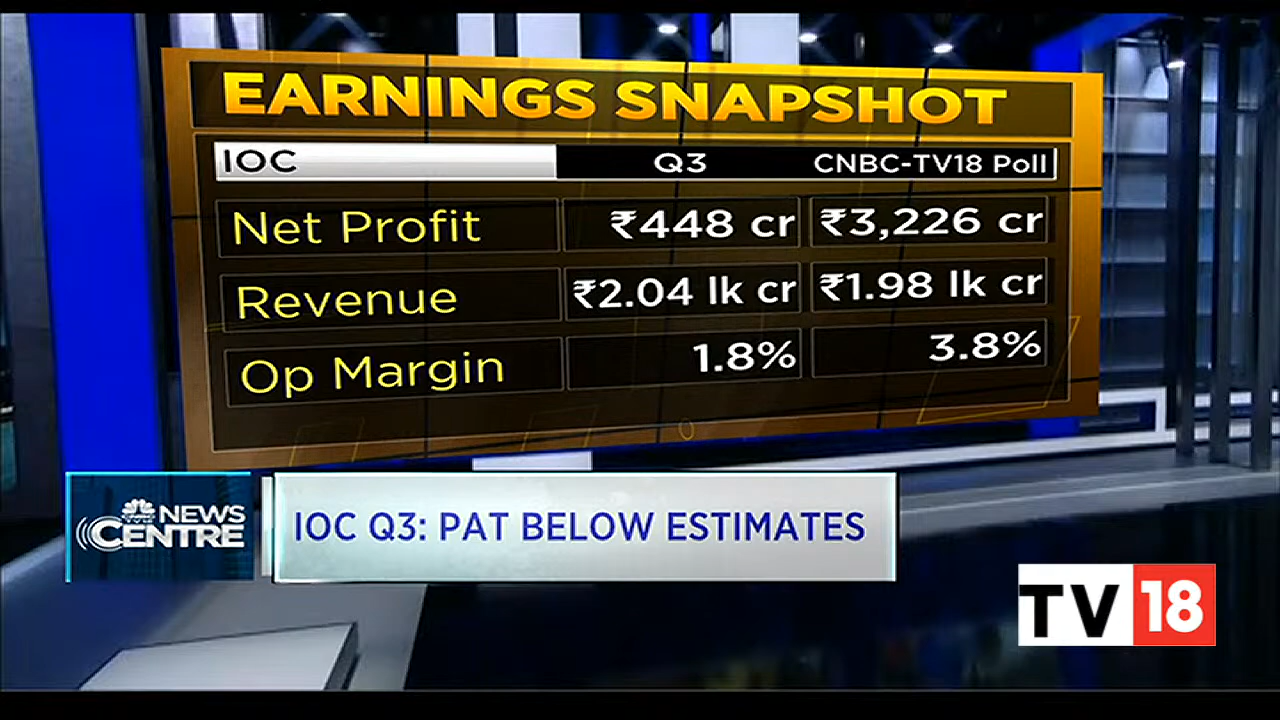 EARNINGS SNAPSHOT
IOC Q3 CNBC-TV18 Poll
Net Profit ₹448 cr ₹3,226 cr
Revenue ₹2.04 lk cr ₹1.98 lk cr
Op Margin 1.8% 3.8%
NEWS
CENTRE
IOC Q3: PAT BELOW ESTIMATES
TV18